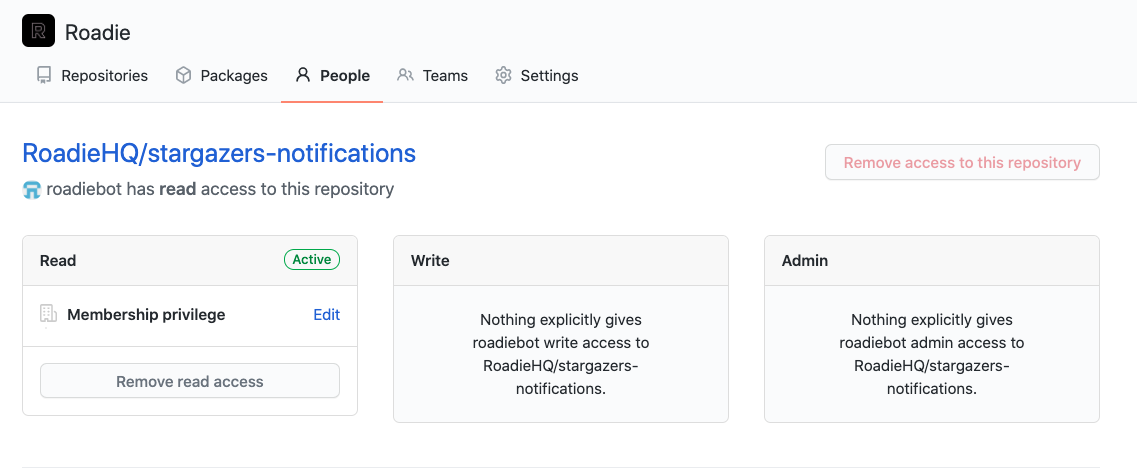 R Roadie
Repositories Packages People Teams Settings
RoadieHQ/stargazers-notifications
Remove access to this repository
roadiebot has read access to this repository
Read Active
Membership privilege Edit
Remove read access
Write
Nothing explicitly gives
roadiebot write access to
RoadieHQ/stargazers-
notifications.
Admin
Nothing explicitly gives
roadiebot admin access to
RoadieHQ/stargazers-
notifications.